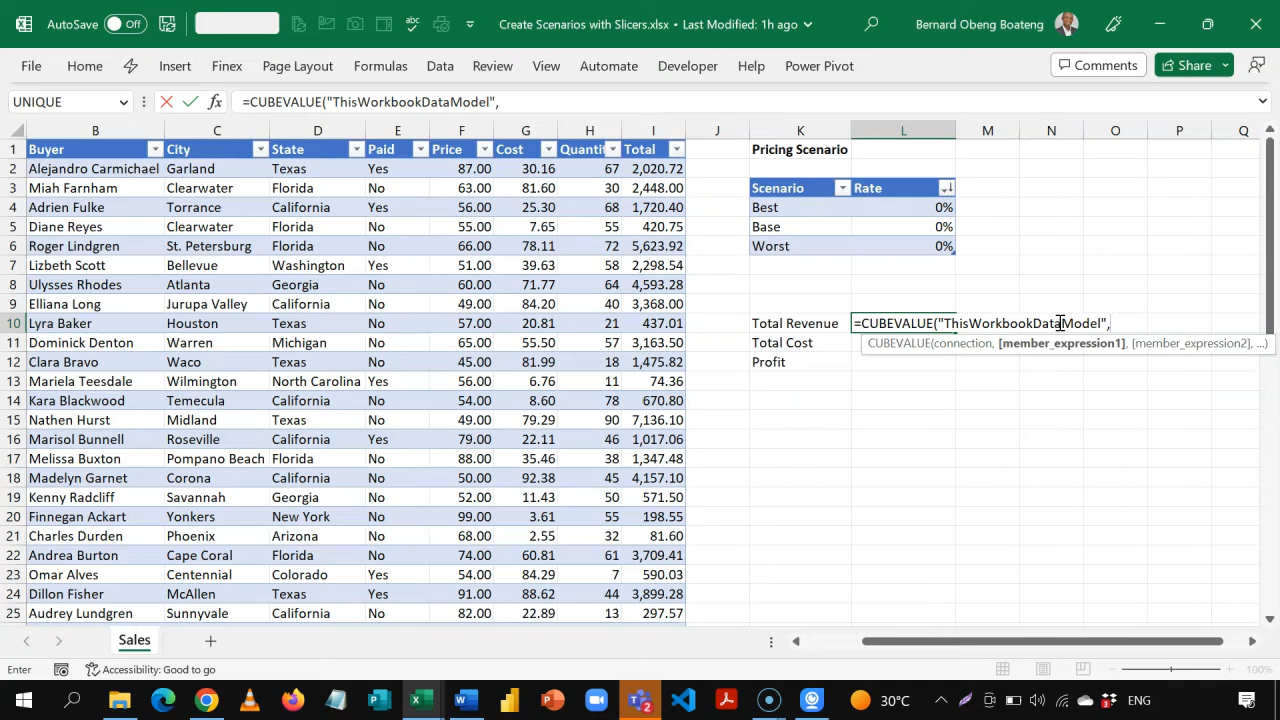 AutoSave Off
Create Scenarios with Slicers.xlsx • Last Modified: 1h ago
Bernard Obeng Boateng
File Home Insert Finex Page Layout Formulas Data Review View Automate Developer Help Power Pivot Comments Share
UNIQUE fx =CUBEVALUE("ThisWorkbookDataModel",
B C D E F G H I J K L M N O P Q
1 Buyer City State Paid Price Cost Quantit Total Pricing Scenario
2 Alejandro Carmichael Garland Texas Yes 87.00 30.16 67 2,020.72
3 Miah Farnham Clearwater Florida No 63.00 81.60 30 2,448.00 Scenario Rate
4 Adrien Fulke Torrance California Yes 56.00 25.30 68 1,720.40 Best 0%
5 Diane Reyes Clearwater Florida No 55.00 7.65 55 420.75 Base 0%
6 Roger Lindgren St. Petersburg Florida No 66.00 78.11 72 5,623.92 Worst 0%
7 Lizbeth Scott Bellevue Washington Yes 51.00 39.63 58 2,298.54
8 Ulysses Rhodes Atlanta Georgia No 60.00 71.77 64 4,593.28
9 Elliana Long Jurupa Valley California No 49.00 84.20 40 3,368.00
10 Lyra Baker Houston Texas No 57.00 20.81 21 437.01 Total Revenue =CUBEVALUE("ThisWorkbookDataModel",
11 Dominick Denton Warren Michigan No 65.00 55.50 57 3,163.50 Total Cost CUBEVALUE(connection, [member_expression1], [member_expression2], ...)
12 Clara Bravo Waco Texas No 45.00 81.99 18 1,475.82 Profit
13 Mariela Teesdale Wilmington North Carolina Yes 56.00 6.76 11 74.36
14 Kara Blackwood Temecula California No 54.00 8.60 78 670.80
15 Nathen Hurst Midland Texas No 49.00 79.29 90 7,136.10
16 Marisol Bunnell Roseville California Yes 79.00 22.11 46 1,017.06
17 Melissa Buxton Pompano Beach Florida No 88.00 35.46 38 1,347.48
18 Madelyn Garnet Corona California No 50.00 92.38 45 4,157.10
19 Kenny Radcliff Savannah Georgia No 52.00 11.43 50 571.50
20 Finnegan Ackart Yonkers New York No 99.00 3.61 55 198.55
21 Charles Durden Phoenix Arizona No 68.00 2.55 32 81.60
22 Andrea Burton Cape Coral Florida No 74.00 60.81 61 3,709.41
23 Omar Alves Centennial Colorado Yes 54.00 84.29 7 590.03
24 Dillon Fisher McAllen Texas Yes 91.00 88.62 44 3,899.28
25 Audrey Lundgren Sunnyvale California No 82.00 22.89 13 297.57
Sales
Enter Accessibility: Good to go 100%
2 30°C ENG